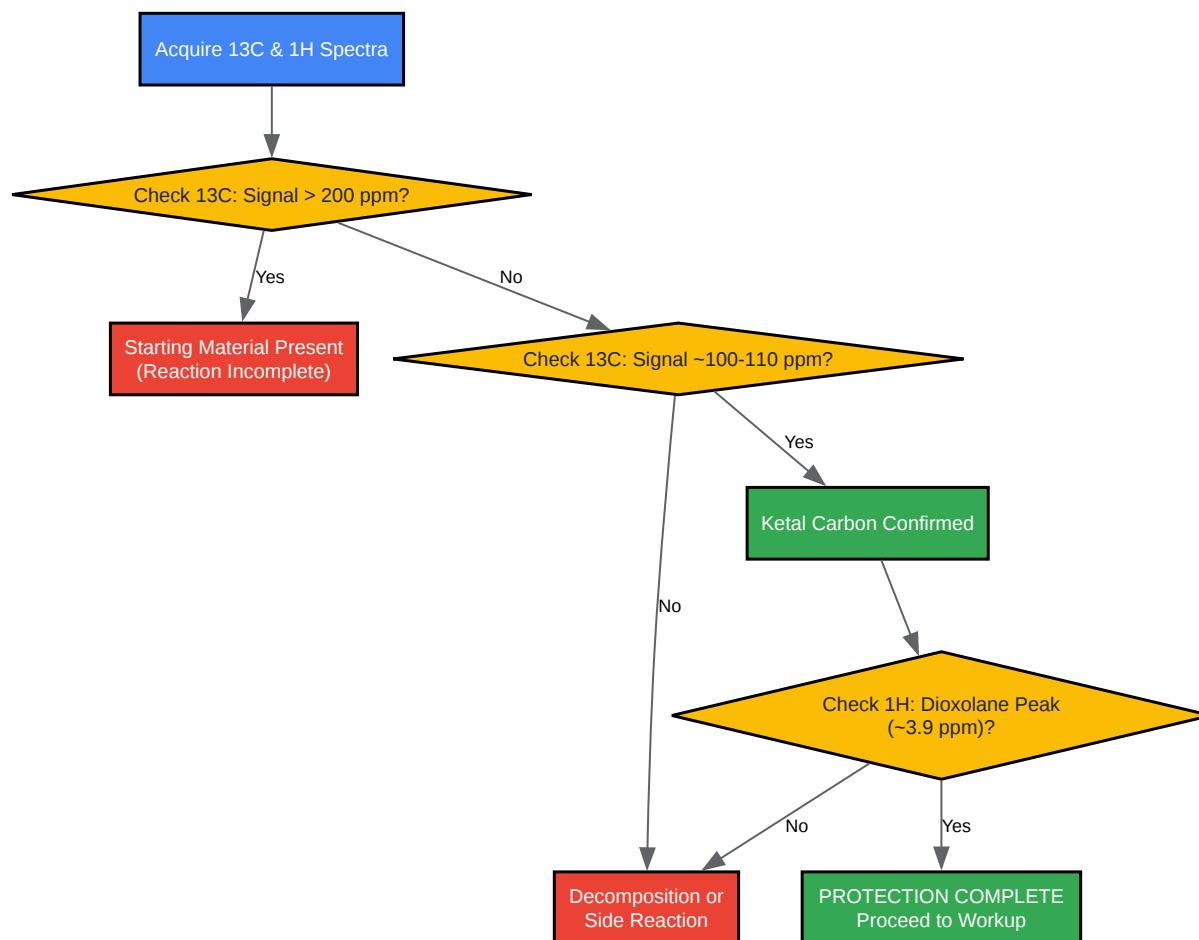 Acquire 13C & 1H Spectra
Check 13C: Signal > 200 ppm?
Yes
No
Starting Material Present
(Reaction Incomplete)
Check 13C: Signal ~100-110 ppm?
Yes
Ketal Carbon Confirmed
No
Check 1H: Dioxolane Peak
(~3.9 ppm)?
No
Yes
Decomposition or
Side Reaction
PROTECTION COMPLETE
Proceed to Workup